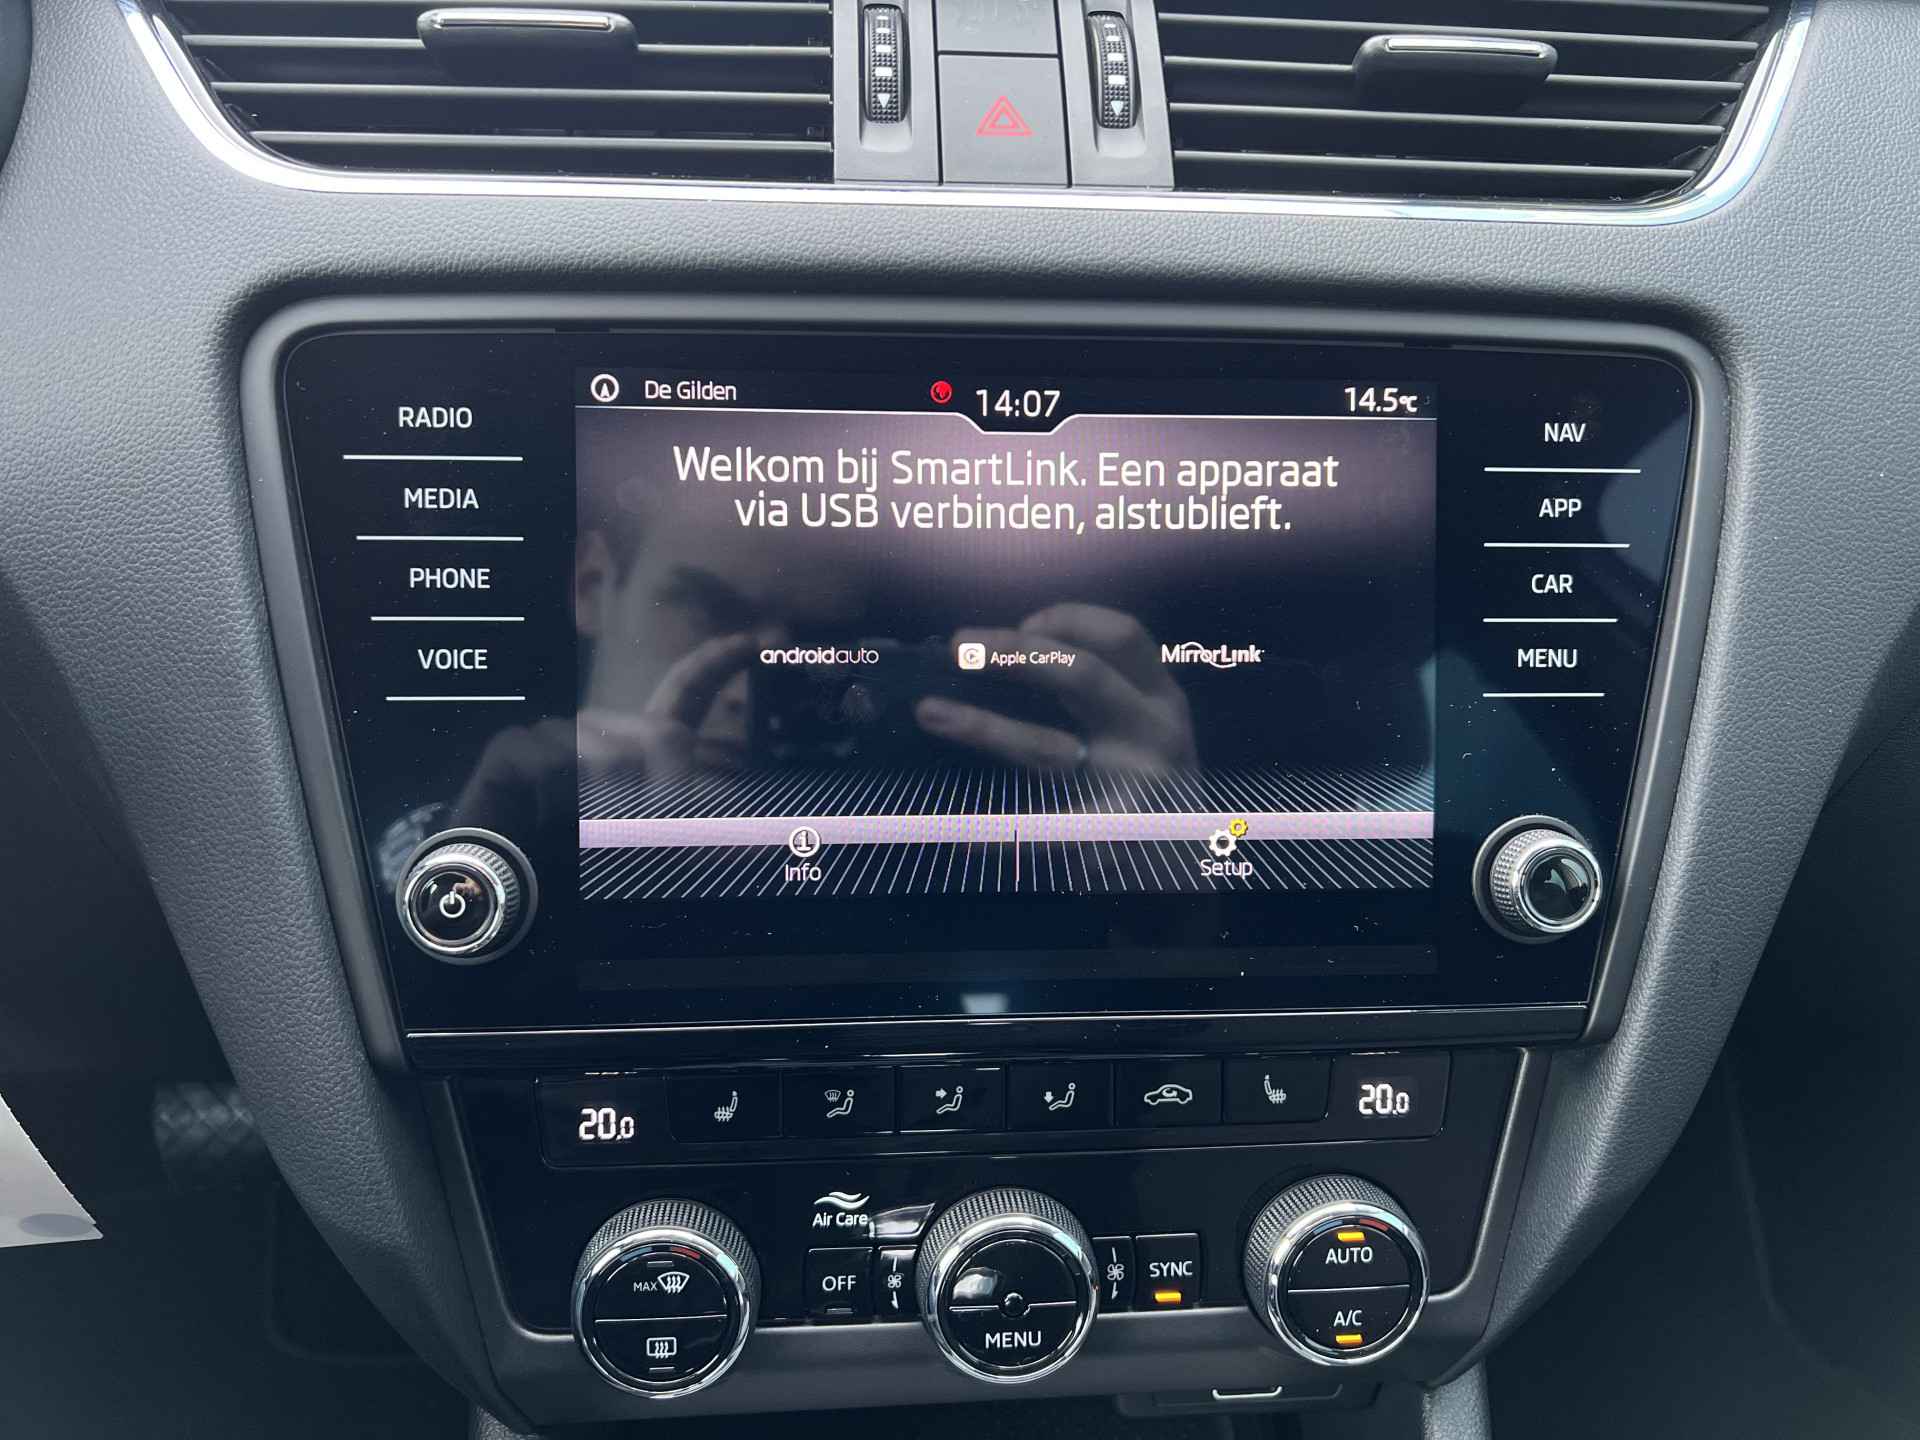 De Gilden 14:07 14.5°C
RADIO
MEDIA
PHONE
VOICE
Welkom bij SmartLink. Een apparaat
via USB verbinden, alstublieft.
androidauto Apple CarPlay MirrorLink
Info Setup
NAV
APP
CAR
MENU
20.0 20.0
Air Care
MAX OFF MENU SYNC AUTO
A/C